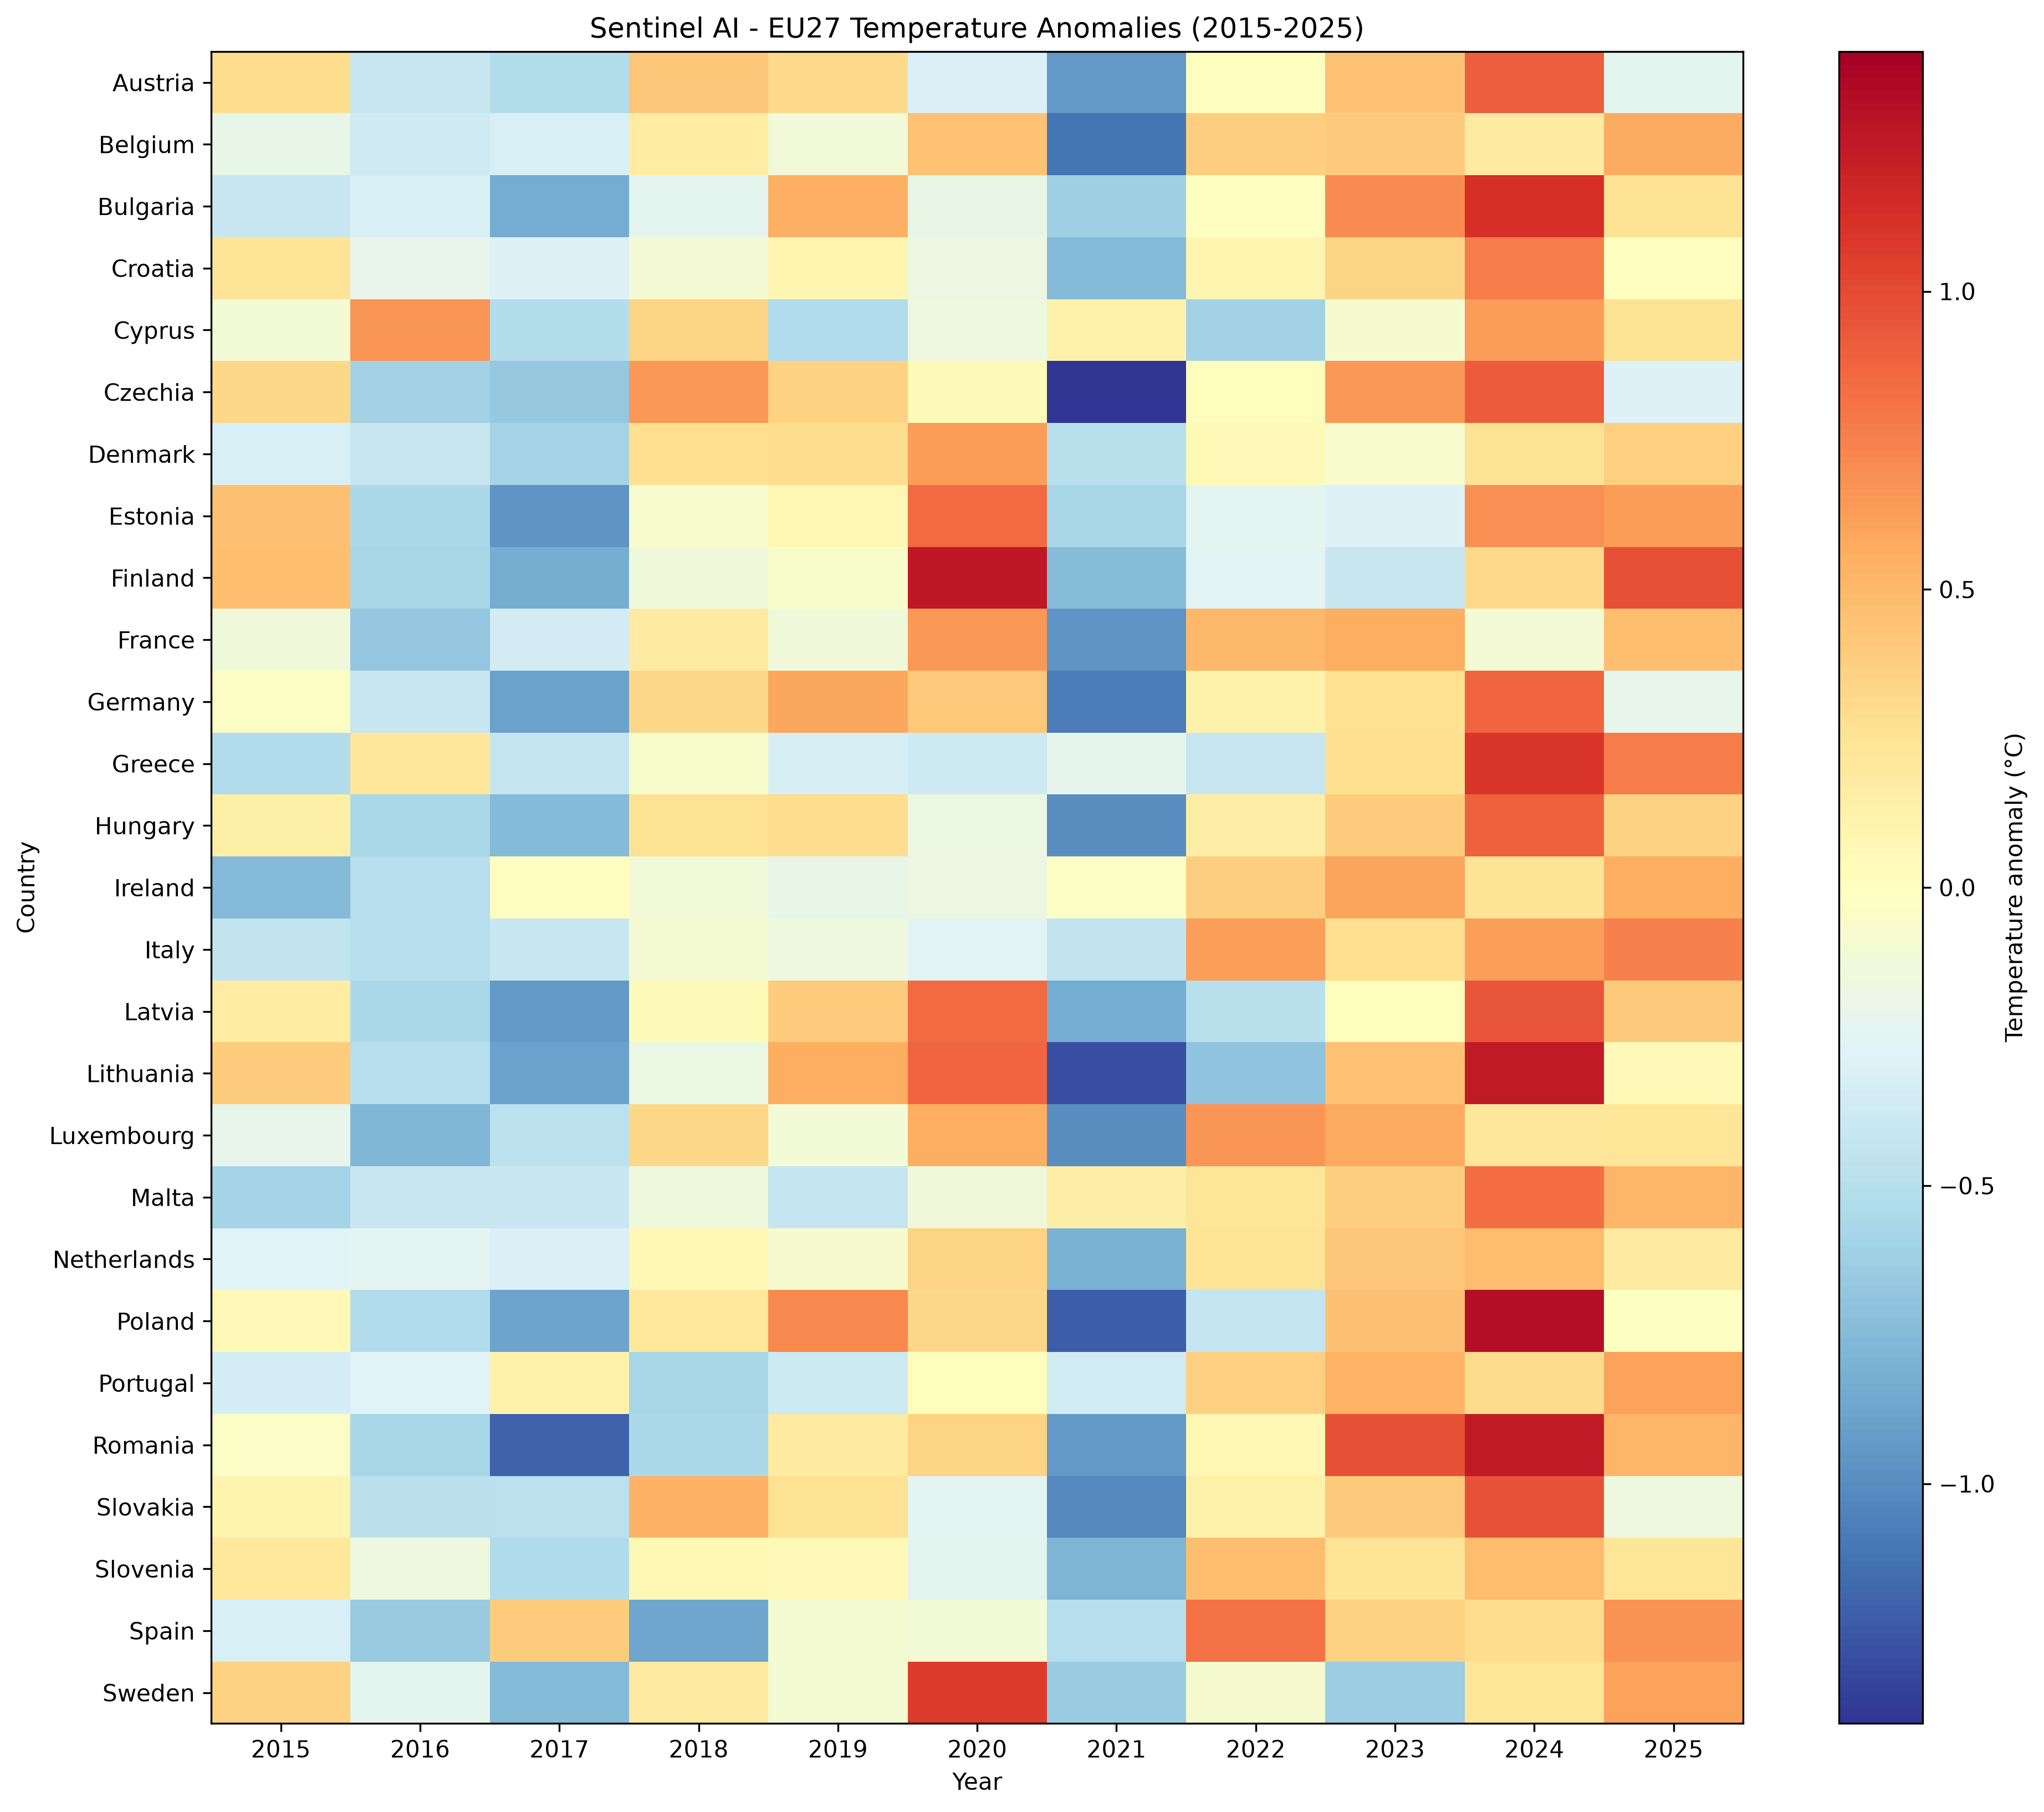 Sentinel AI - EU27 Temperature Anomalies (2015-2025)
Country
Austria
Belgium
Bulgaria
Croatia
Cyprus
Czechia
Denmark
Estonia
Finland
France
Germany
Greece
Hungary
Ireland
Italy
Latvia
Lithuania
Luxembourg
Malta
Netherlands
Poland
Portugal
Romania
Slovakia
Slovenia
Spain
Sweden
2015 2016 2017 2018 2019 2020 2021 2022 2023 2024 2025
Year
1.0
0.5
0.0
−0.5
−1.0
Temperature anomaly (°C)